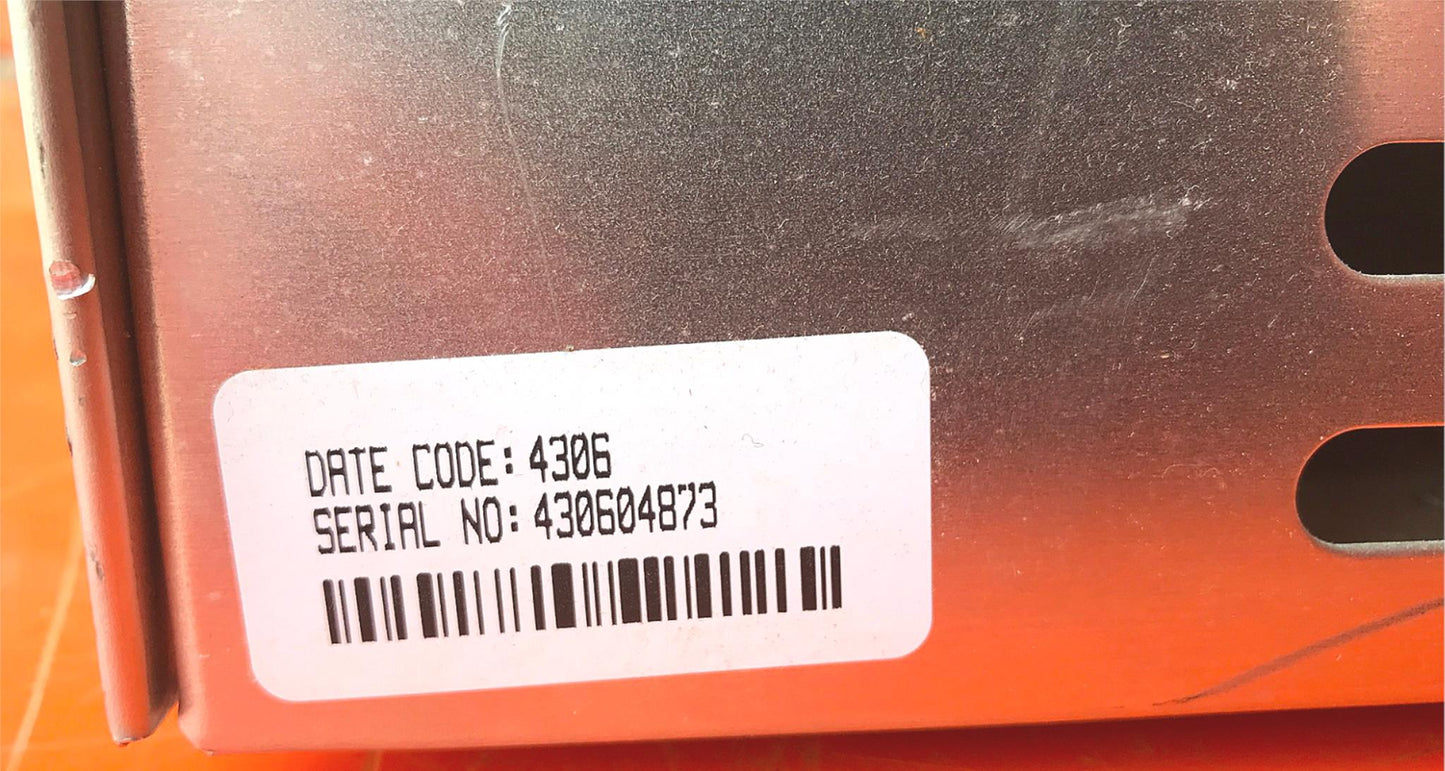 DATE CODE: 4306
SERIAL NO: 430604873